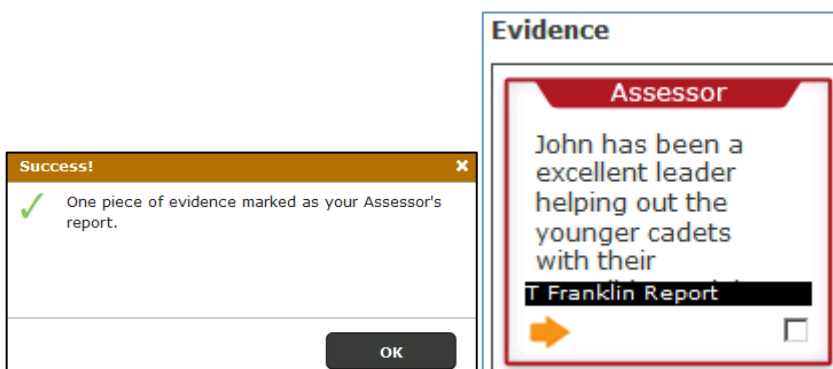 Success!
One piece of evidence marked as your Assessor's
report.
OK
Evidence
Assessor
John has been a
excellent leader
helping out the
younger cadets
with their
T Franklin Report